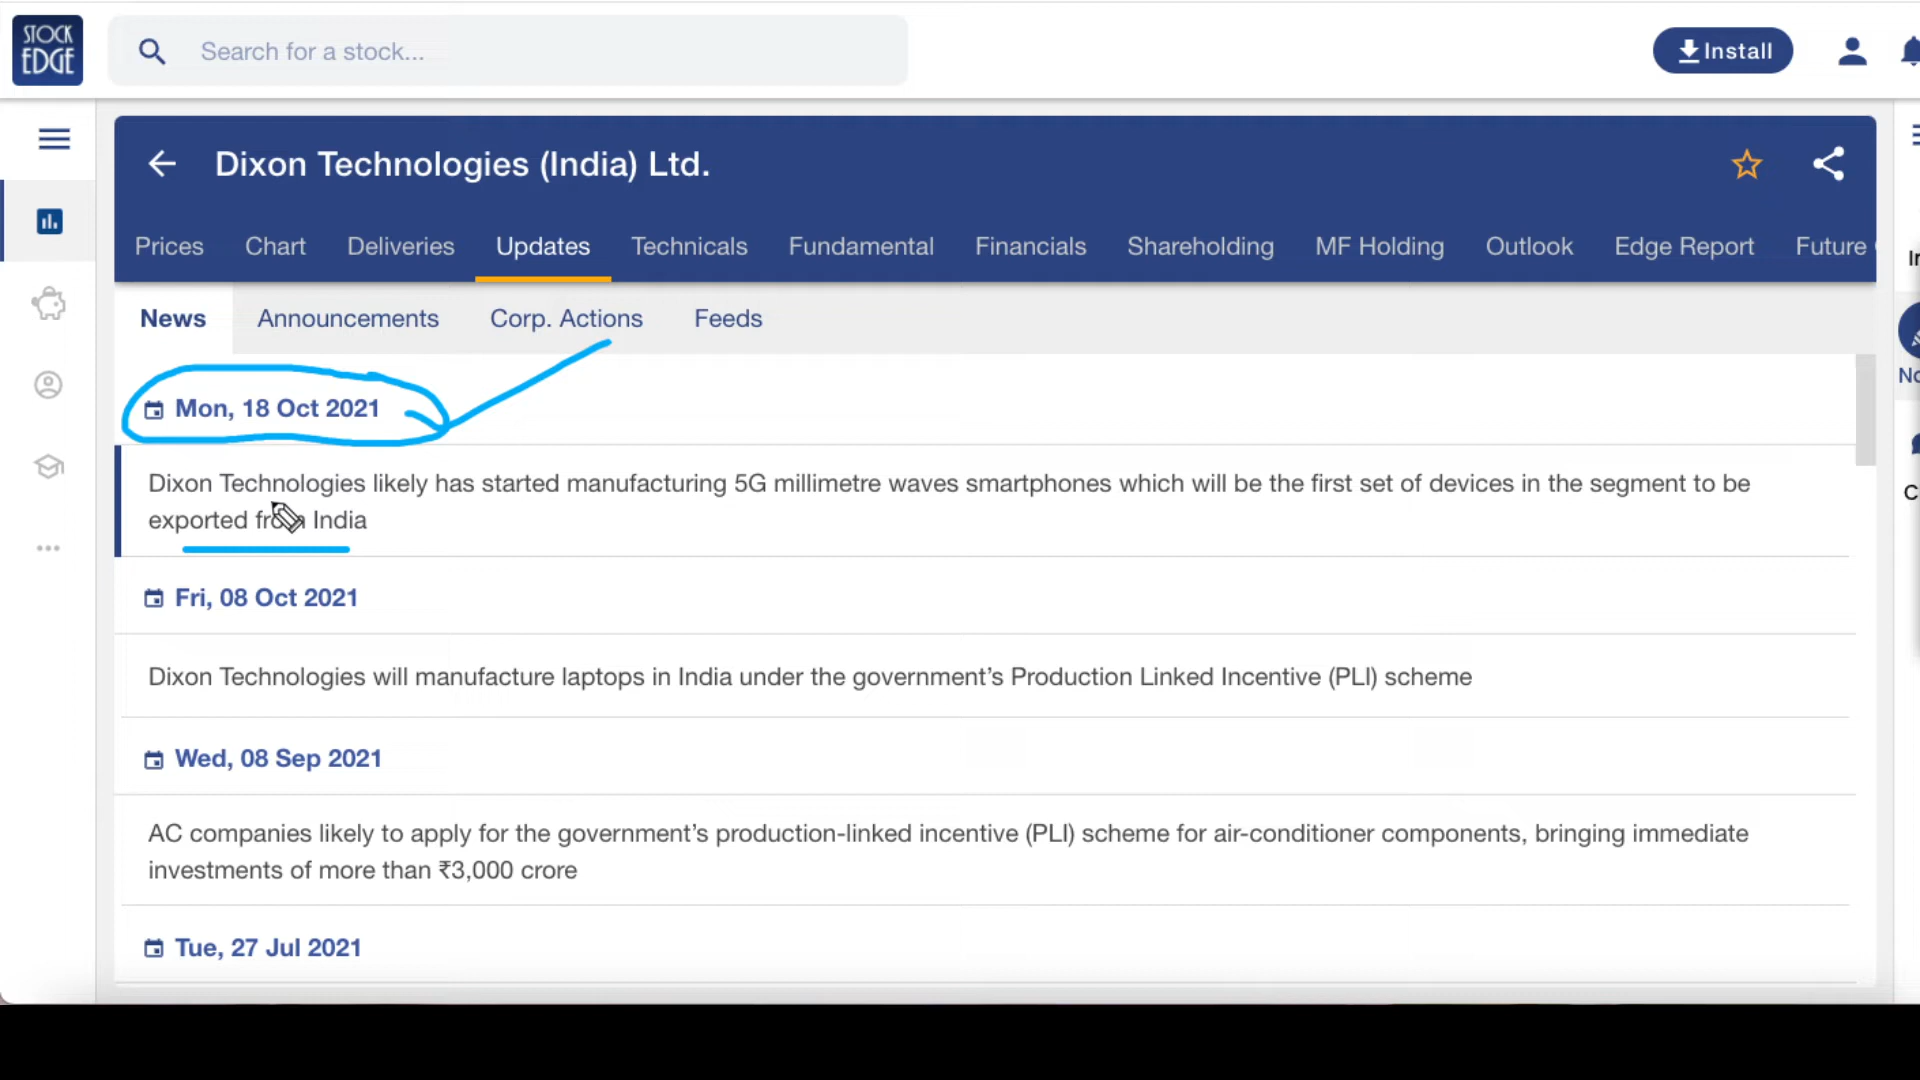 STOCK
EDGE
Search for a stock...
Install
Dixon Technologies (India) Ltd.
Prices Chart Deliveries Updates Technicals Fundamental Financials Shareholding MF Holding Outlook Edge Report Future
News Announcements Corp. Actions Feeds
Mon, 18 Oct 2021
Dixon Technologies likely has started manufacturing 5G millimetre waves smartphones which will be the first set of devices in the segment to be
exported from India
Fri, 08 Oct 2021
Dixon Technologies will manufacture laptops in India under the government’s Production Linked Incentive (PLI) scheme
Wed, 08 Sep 2021
AC companies likely to apply for the government’s production-linked incentive (PLI) scheme for air-conditioner components, bringing immediate
investments of more than ₹3,000 crore
Tue, 27 Jul 2021